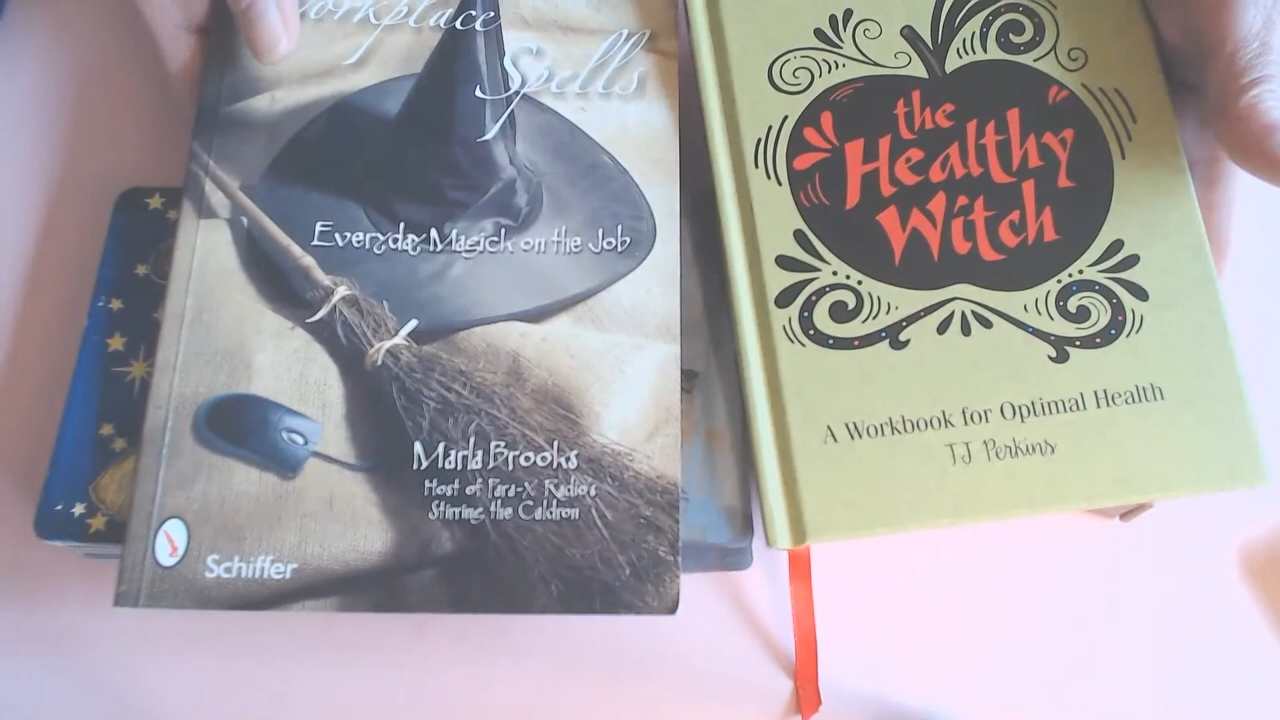 Workplace
Spells
Everyday Magick on the Job
Marla Brooks
Host of Para-X Radio's
Stirring the Caldron
Schiffer
the
Healthy
Witch
A Workbook for Optimal Health
TJ Perkins